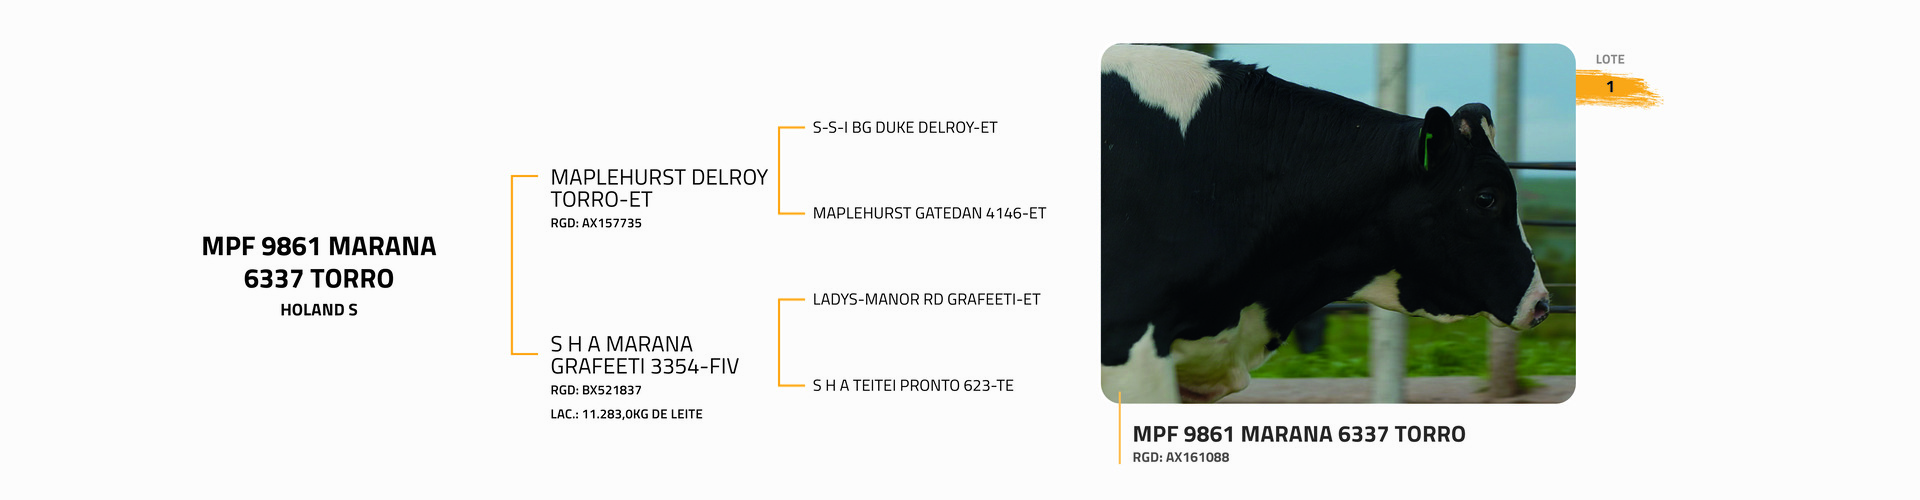 MPF 9861 MARANA
6337 TORRO
HOLAND S
MAPLEHURST DELROY
TORRO-ET
RGD: AX157735
S H A MARANA
GRAFEETI 3354-FIV
RGD: BX521837
LAC.: 11.283,0KG DE LEITE
S-S-I BG DUKE DELROY-ET
MAPLEHURST GATEDAN 4146-ET
LADYS-MANOR RD GRAFEETI-ET
S H A TEITEI PRONTO 623-TE
LOTE
1
MPF 9861 MARANA 6337 TORRO
RGD: AX161088